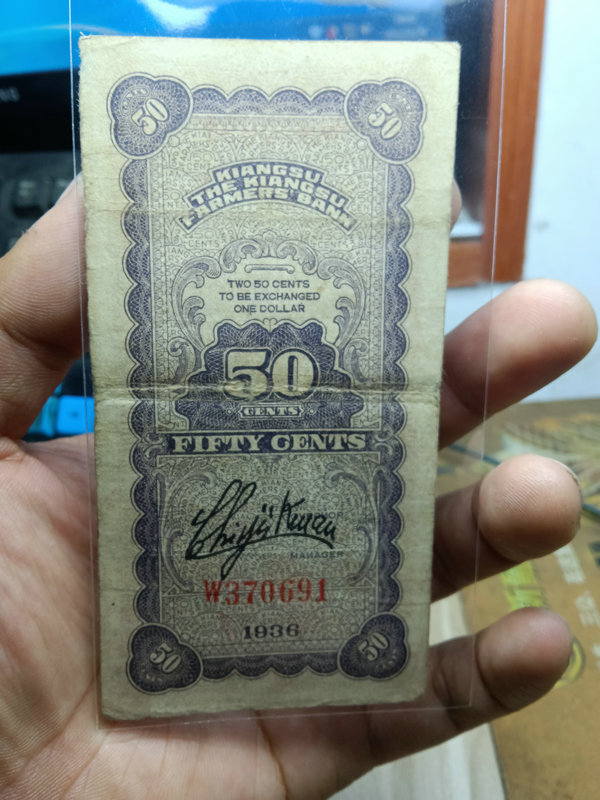 50 50
KIANGSU
THE KIANGSU
FARMERS' BANK
TWO 50 CENTS
TO BE EXCHANGED
ONE DOLLAR
50
CENTS
FIFTY CENTS
MANAGER
W370691
1936
50 50